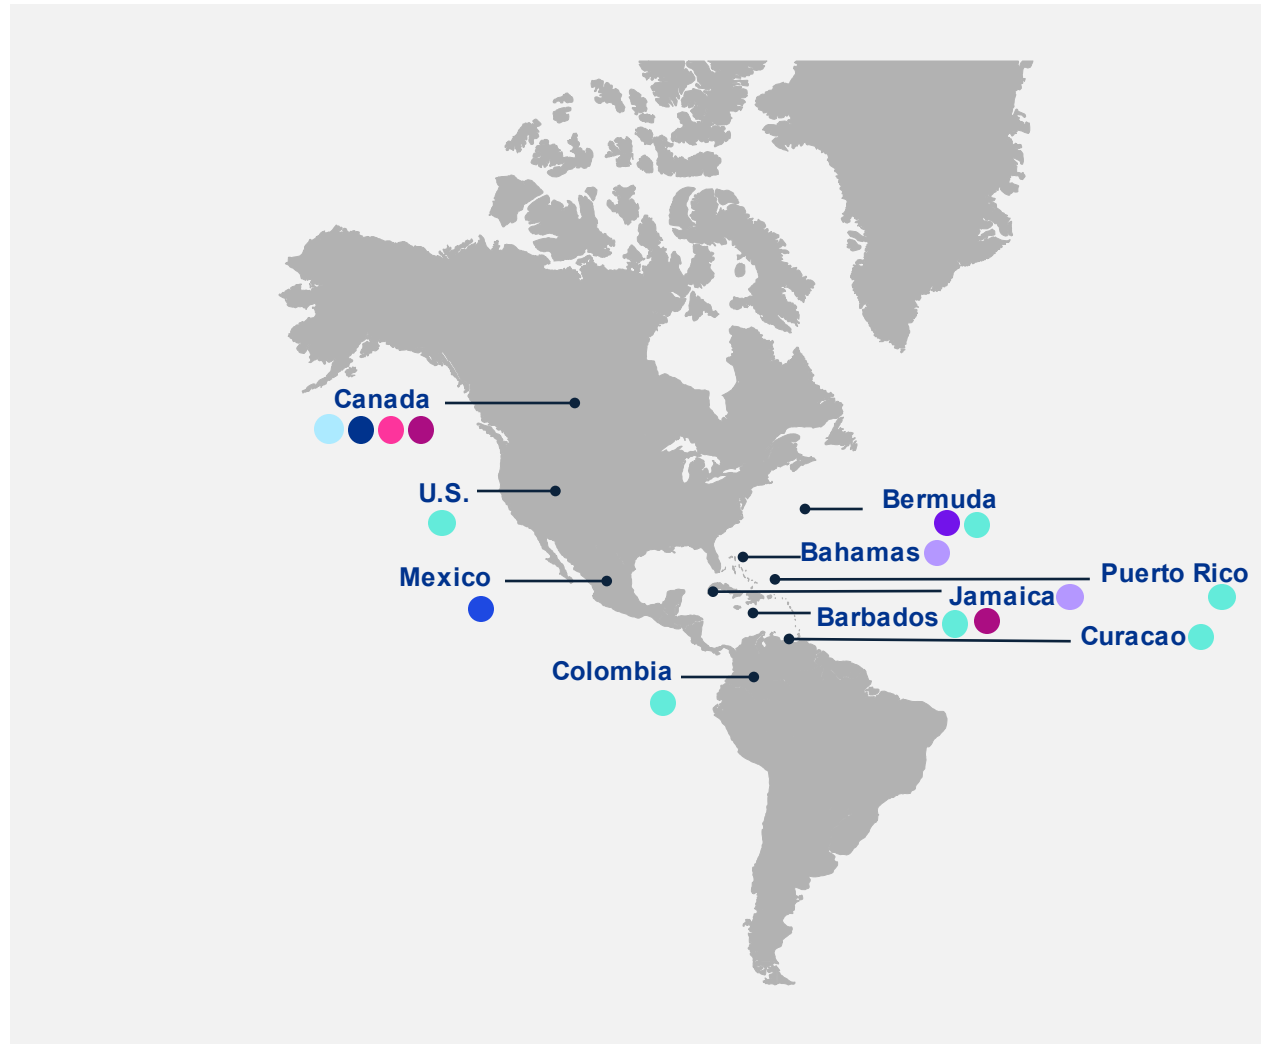 Canada
U.S.
Bermuda
Bahamas
Mexico
Puerto Rico
Jamaica
Barbados
Curacao
Colombia